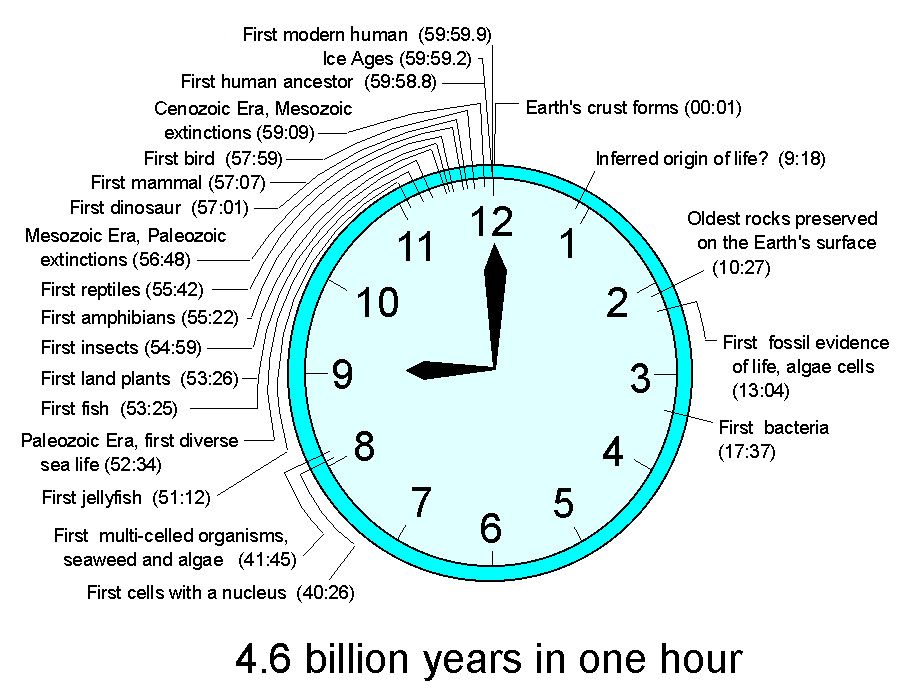 First modern human (59:59.9)
Ice Ages (59:59.2)
First human ancestor (59:58.8)
Cenozoic Era, Mesozoic
extinctions (59:09)
First bird (57:59)
First mammal (57:07)
First dinosaur (57:01)
Mesozoic Era, Paleozoic
extinctions (56:48)
First reptiles (55:42)
First amphibians (55:22)
First insects (54:59)
First land plants (53:26)
First fish (53:25)
Paleozoic Era, first diverse
sea life (52:34)
First jellyfish (51:12)
First multi-celled organisms,
seaweed and algae (41:45)
First cells with a nucleus (40:26)
Earth's crust forms (00:01)
Inferred origin of life? (9:18)
Oldest rocks preserved
on the Earth's surface
(10:27)
First fossil evidence
of life, algae cells
(13:04)
First bacteria
(17:37)
12
1
2
3
4
5
6
7
8
9
10
11
4.6 billion years in one hour